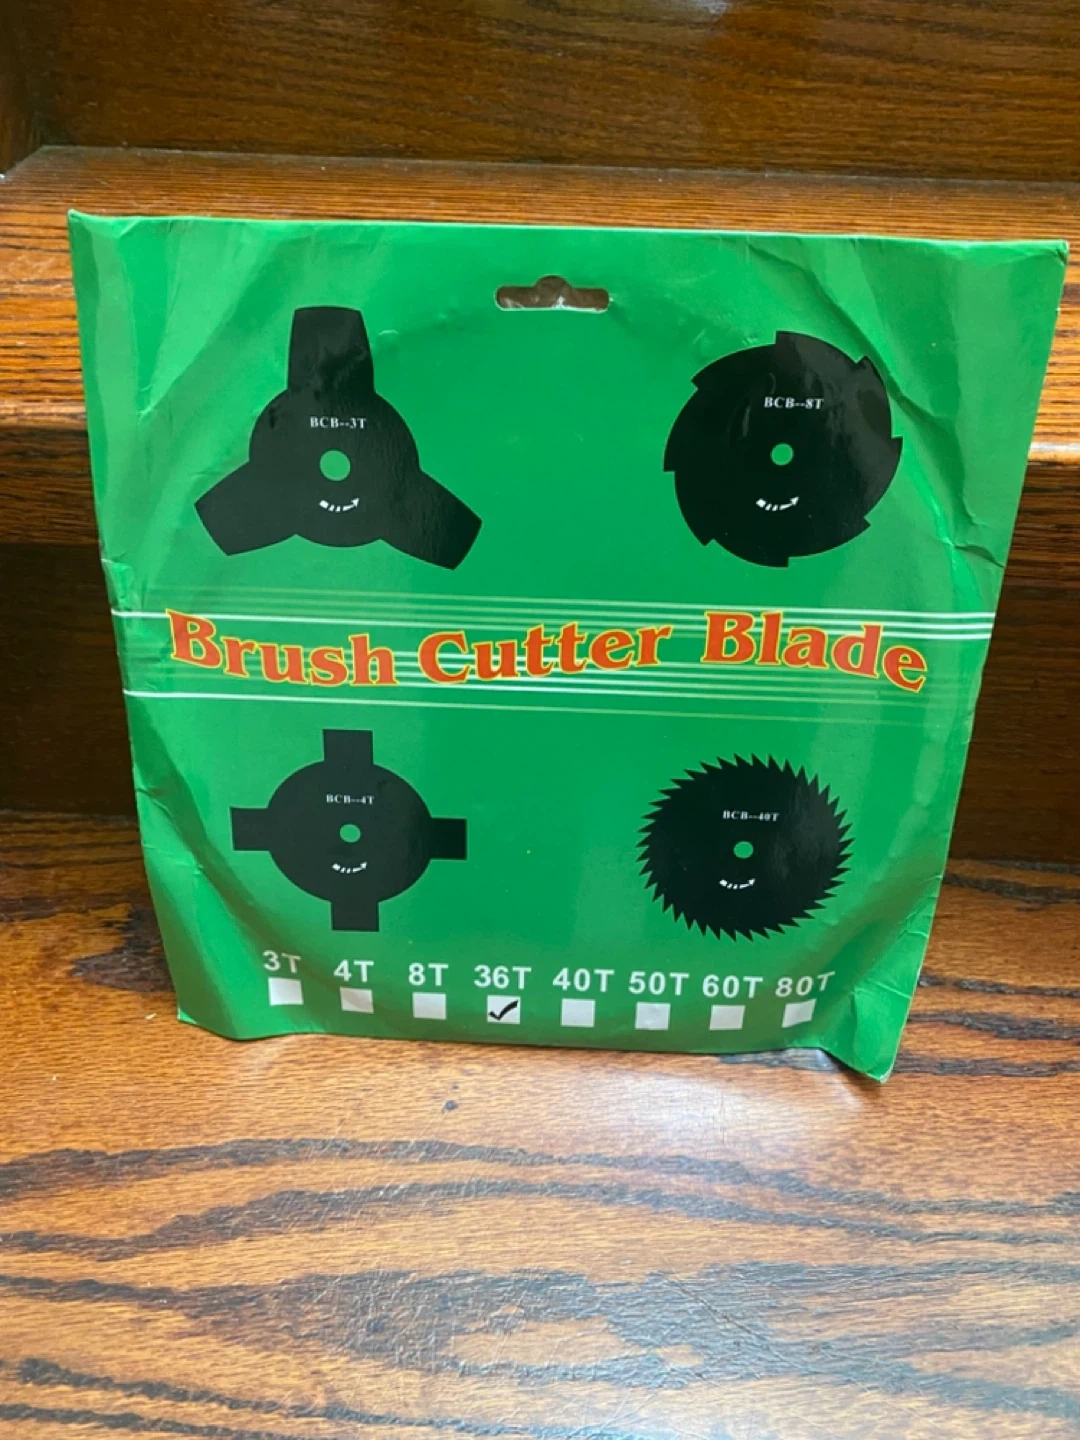 BCB--3T
BCB--8T
Brush Cutter Blade
BCB--4T
BCB--40T
3T 4T 8T 36T 40T 50T 60T 80T